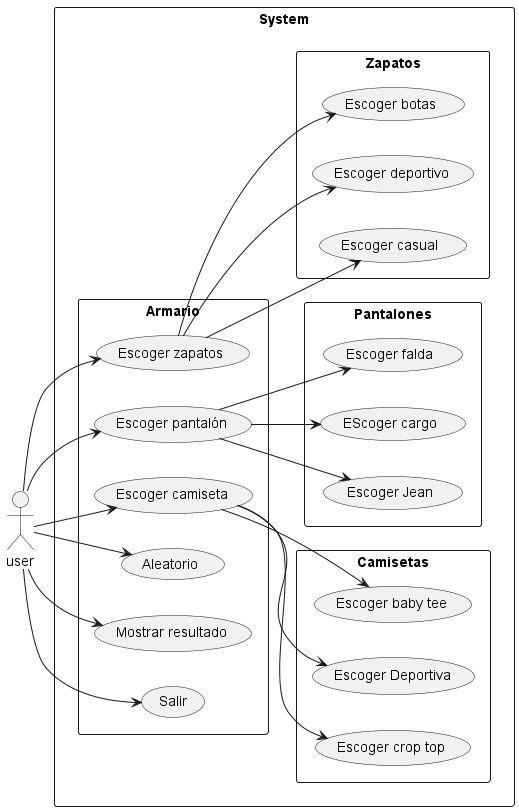 System
Zapatos
Escoger botas
Escoger deportivo
Escoger casual
Armario
Escoger zapatos
Escoger pantalón
Escoger camiseta
Aleatorio
Mostrar resultado
Salir
Pantalones
Escoger falda
EScoger cargo
Escoger Jean
Camisetas
Escoger baby tee
Escoger Deportiva
Escoger crop top
user